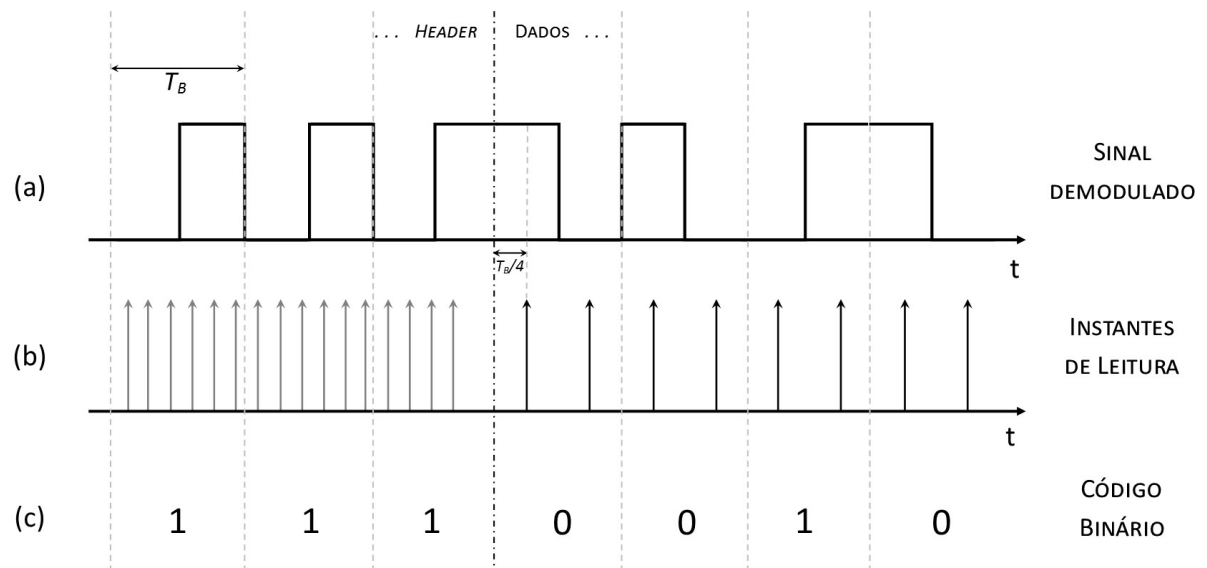 . . . HEADER
DADOS . . .
T_B
(a)
SINAL
DEMODULADO
t
T_B/4
(b)
INSTANTES
DE LEITURA
t
(c)
1 1 1 0 0 1 0
CÓDIGO
BINÁRIO